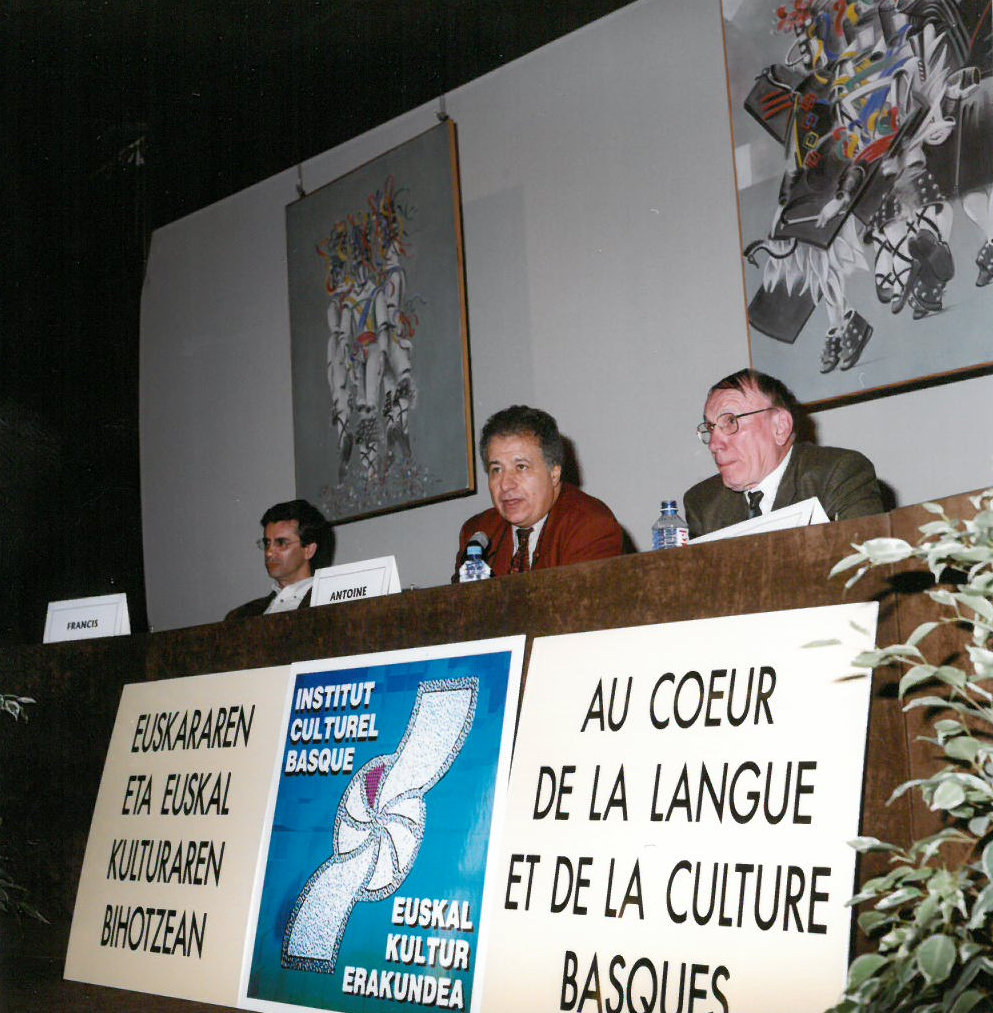 FRANCIS
ANTOINE
EUSKARAREN
ETA EUSKAL
KULTURAREN
BIHOTZEAN
INSTITUT
CULTUREL
BASQUE
EUSKAL
KULTUR
ERAKUNDEA
AU COEUR
DE LA LANGUE
ET DE LA CULTURE
BASQUES